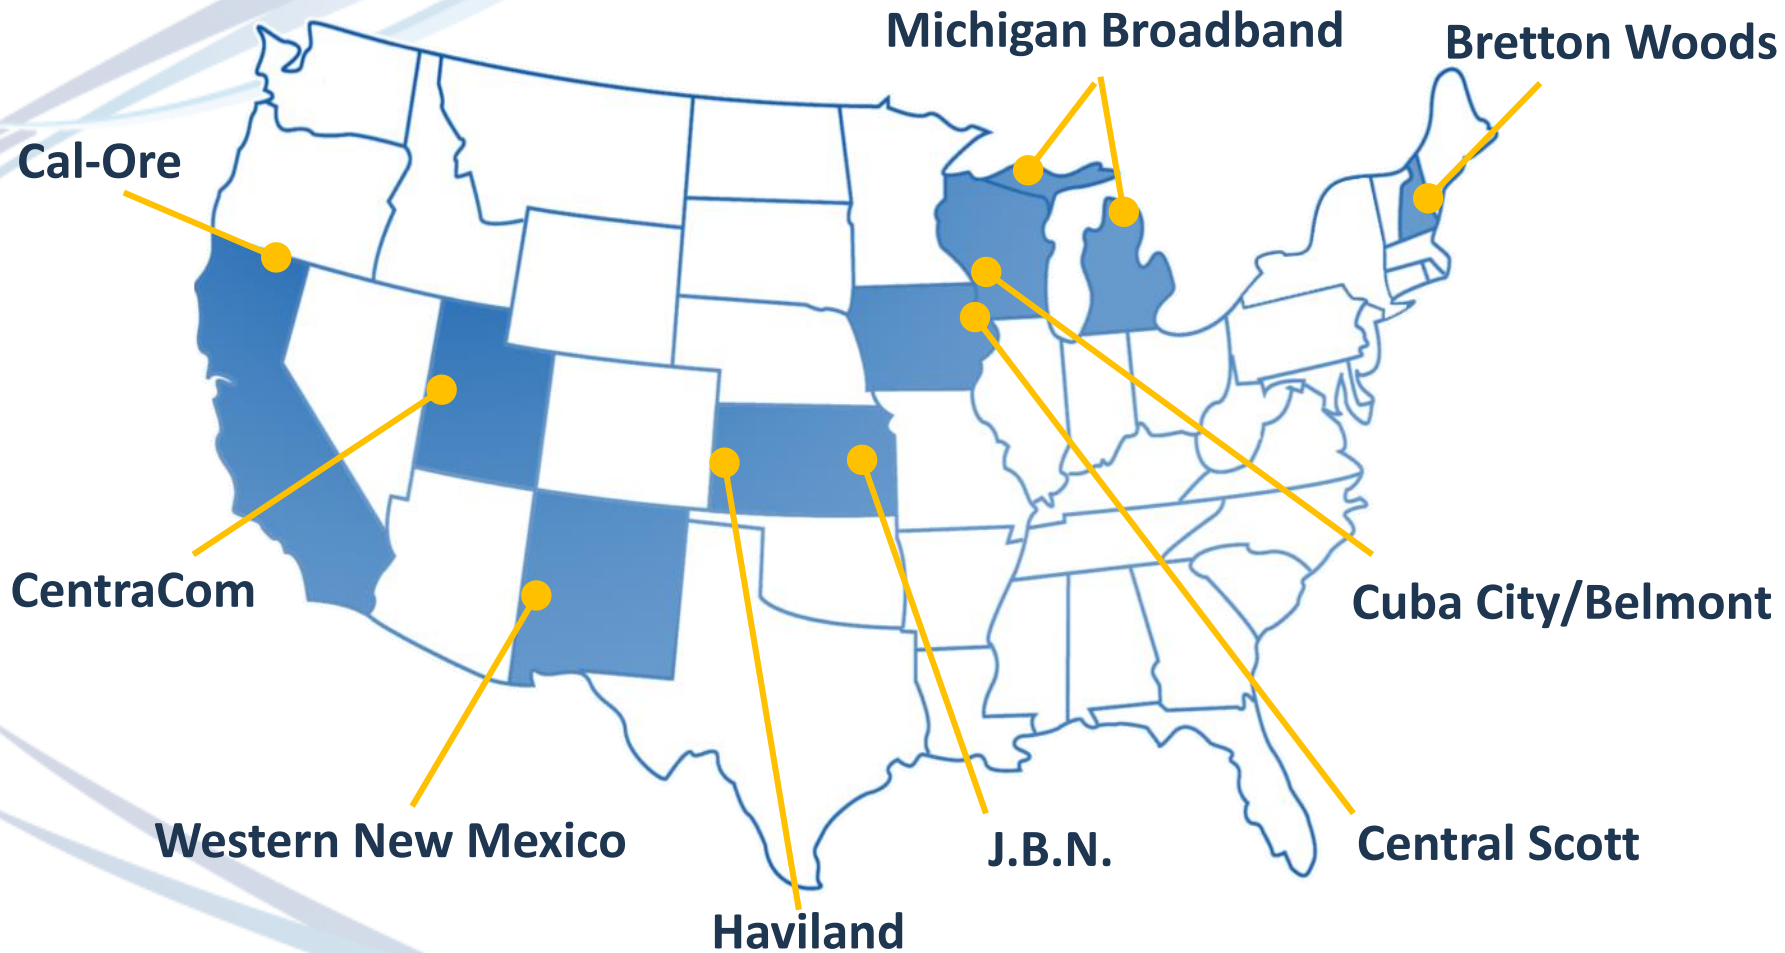 Michigan Broadband
Bretton Woods
Cal-Ore
CentraCom
Cuba City/Belmont
Western New Mexico
J.B.N.
Central Scott
Haviland